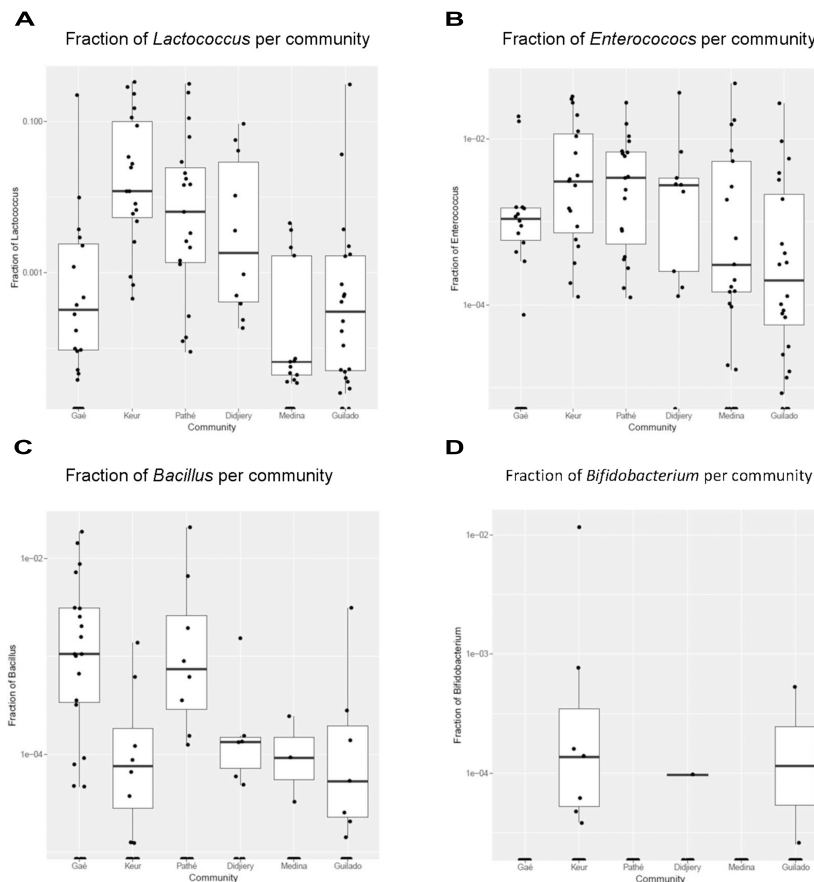 A
Fraction of Lactococcus per community
0.100
0.001
Fraction of Lactococcus
Gaé Keur Pathé Didjiery Medina Guilado
Community
B
Fraction of Enterococcus per community
1e-02
1e-04
Fraction of Enterococcus
Gaé Keur Pathé Didjiery Medina Guilado
Community
C
Fraction of Bacillus per community
1e-02
1e-04
Fraction of Bacillus
Gaé Keur Pathé Didjiery Medina Guilado
Community
D
Fraction of Bifidobacterium per community
1e-02
1e-03
1e-04
Fraction of Bifidobacterium
Gaé Keur Pathé Didjiery Medina Guilado
Community